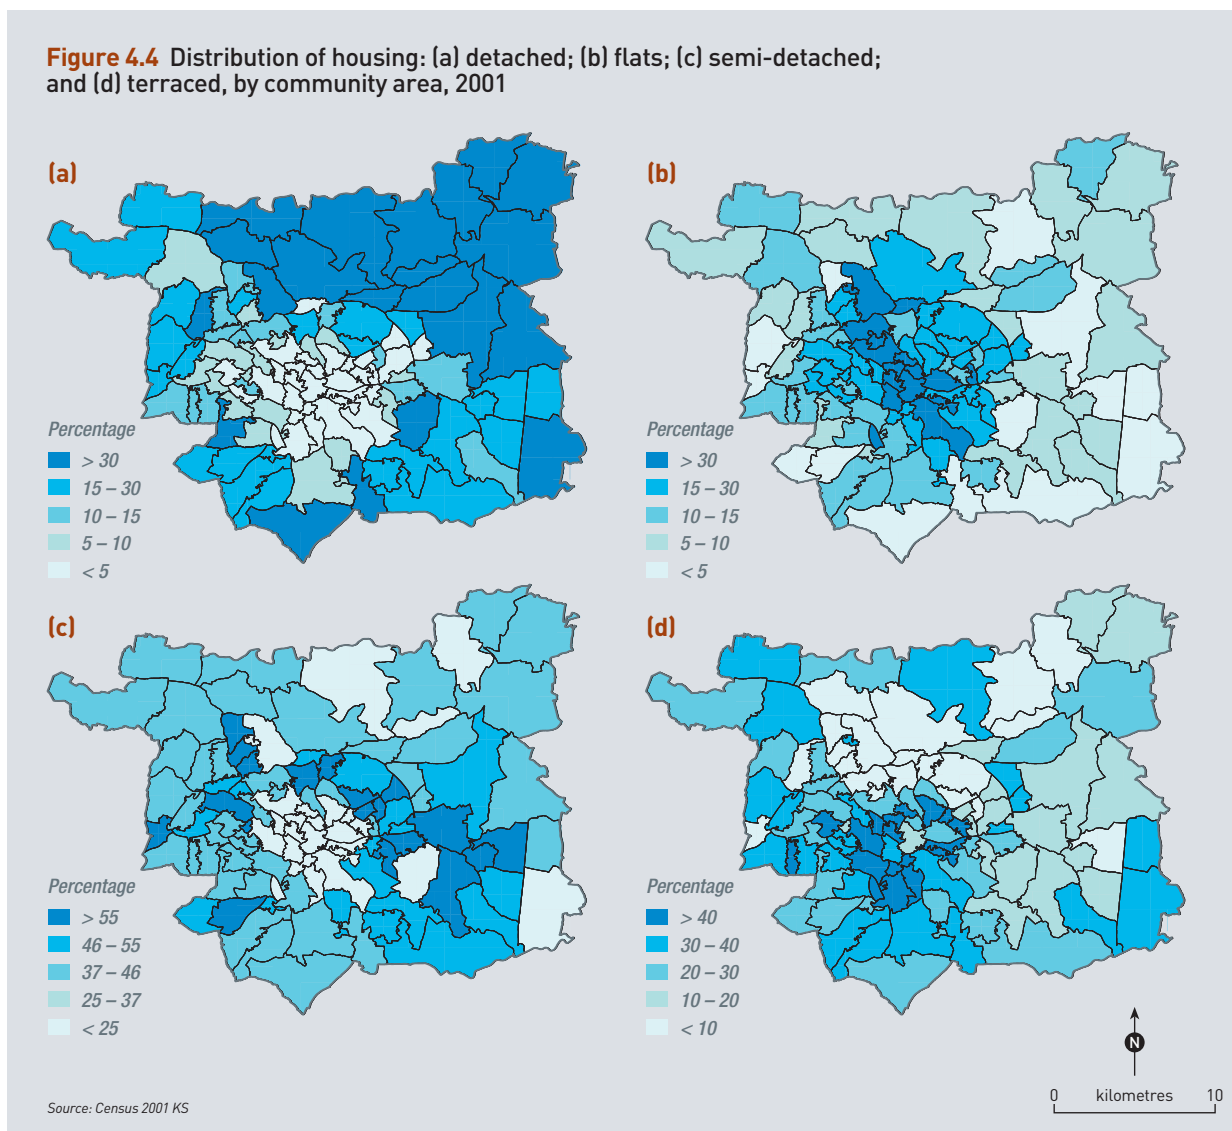 Figure 4.4 Distribution of housing: (a) detached; (b) flats; (c) semi-detached;
and (d) terraced, by community area, 2001
(a)
Percentage
> 30
15 – 30
10 – 15
5 – 10
< 5
(b)
Percentage
> 30
15 – 30
10 – 15
5 – 10
< 5
(c)
Percentage
> 55
46 – 55
37 – 46
25 – 37
< 25
(d)
Percentage
> 40
30 – 40
20 – 30
10 – 20
< 10
N
0 kilometres 10
Source: Census 2001 KS